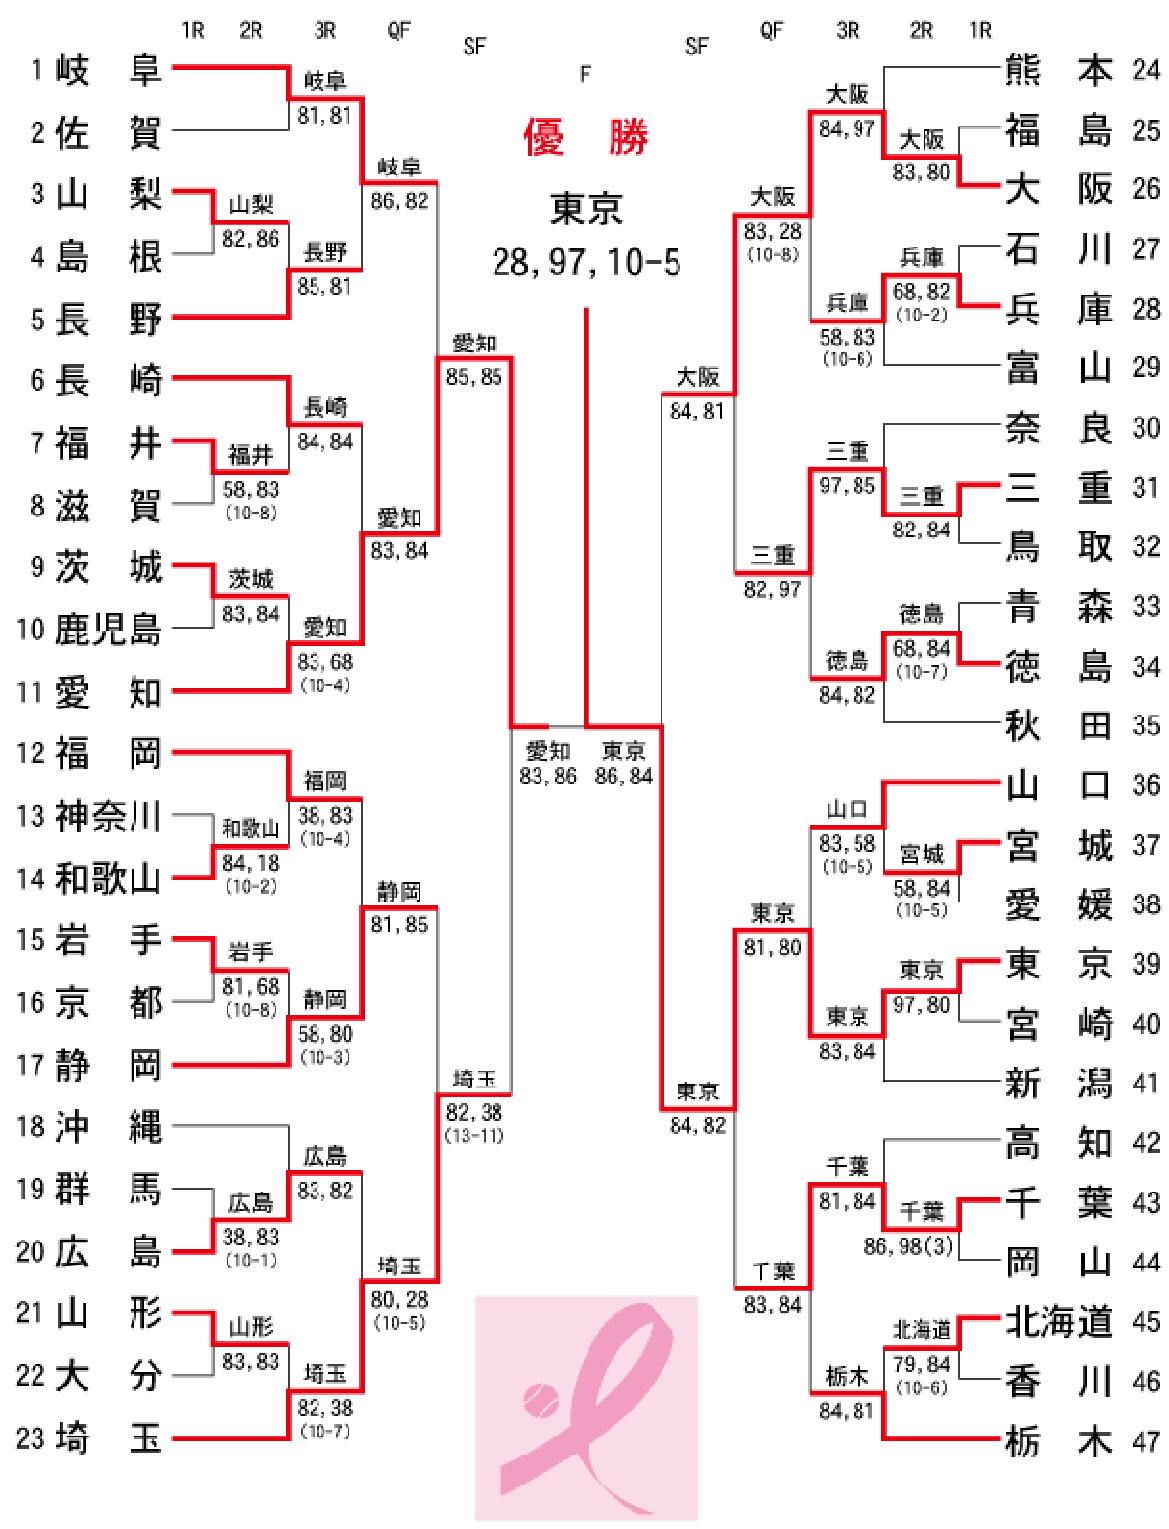 1R 2R 3R QF SF F SF QF 3R 2R 1R
優 勝
東京
28,97,10-5
1 岐 阜
2 佐 賀
3 山 梨
4 島 根
5 長 野
6 長 崎
7 福 井
8 滋 賀
9 茨 城
10 鹿児島
11 愛 知
12 福 岡
13 神奈川
14 和歌山
15 岩 手
16 京 都
17 静 岡
18 沖 縄
19 群 馬
20 広 島
21 山 形
22 大 分
23 埼 玉
山梨
82,86
福井
58,83
(10-8)
茨城
83,84
和歌山
84,18
(10-2)
岩手
81,68
(10-8)
広島
38,83
(10-1)
山形
83,83
岐阜
81,81
長野
85,81
長崎
84,84
愛知
83,68
(10-4)
福岡
38,83
(10-4)
静岡
58,80
(10-3)
広島
83,82
埼玉
82,38
(10-7)
岐阜
86,82
愛知
83,84
静岡
81,85
埼玉
80,28
(10-5)
愛知
85,85
埼玉
82,38
(13-11)
愛知
83,86
東京
86,84
大阪
84,81
東京
84,82
大阪
83,28
(10-8)
三重
82,97
東京
81,80
千葉
83,84
大阪
84,97
兵庫
58.83
(10-6)
三重
97,85
徳島
84,82
山口
83,58
(10-5)
東京
83,84
千葉
81,84
栃木
84,81
大阪
83,80
兵庫
68,82
(10-2)
三重
82,84
徳島
68,84
(10-7)
宮城
58,84
(10-5)
東京
97,80
千葉
86,98(3)
北海道
79,84
(10-6)
熊 本 24
福 島 25
大 阪 26
石 川 27
兵 庫 28
富 山 29
奈 良 30
三 重 31
鳥 取 32
青 森 33
徳 島 34
秋 田 35
山 口 36
宮 城 37
愛 媛 38
東 京 39
宮 崎 40
新 潟 41
高 知 42
千 葉 43
岡 山 44
北海道 45
香 川 46
栃 木 47